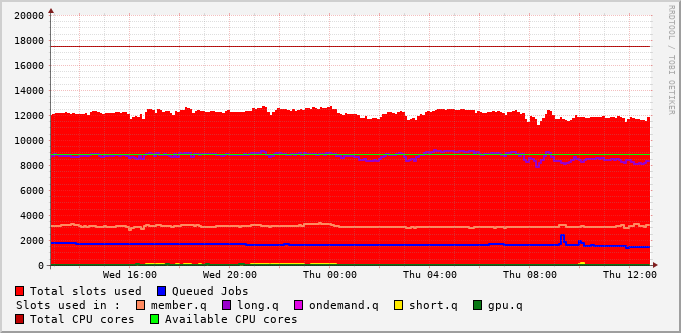 RRDTOOL / TOBI OETIKER
20000
18000
16000
14000
12000
10000
8000
6000
4000
2000
0
Wed 16:00 Wed 20:00 Thu 00:00 Thu 04:00 Thu 08:00 Thu 12:00
Total slots used Queued Jobs
Slots used in : member.q long.q ondemand.q short.q gpu.q
Total CPU cores Available CPU cores